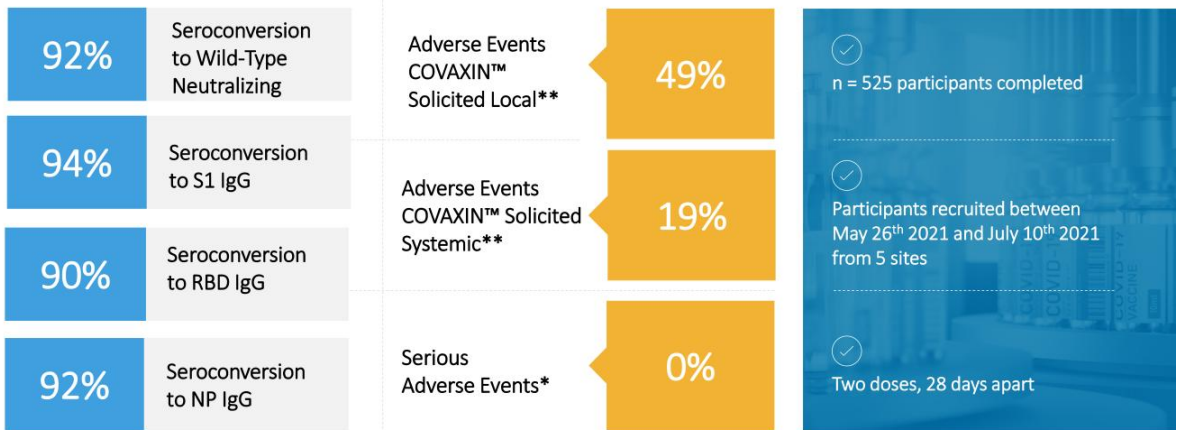 92%
Seroconversion
to Wild-Type
Neutralizing
94%
Seroconversion
to S1 IgG
90%
Seroconversion
to RBD IgG
92%
Seroconversion
to NP IgG
Adverse Events
COVAXIN™
Solicited Local**
49%
Adverse Events
COVAXIN™ Solicited
Systemic**
19%
Serious
Adverse Events*
0%
n = 525 participants completed
Participants recruited between
May 26th 2021 and July 10th 2021
from 5 sites
Two doses, 28 days apart
COVID-19
VACCINE